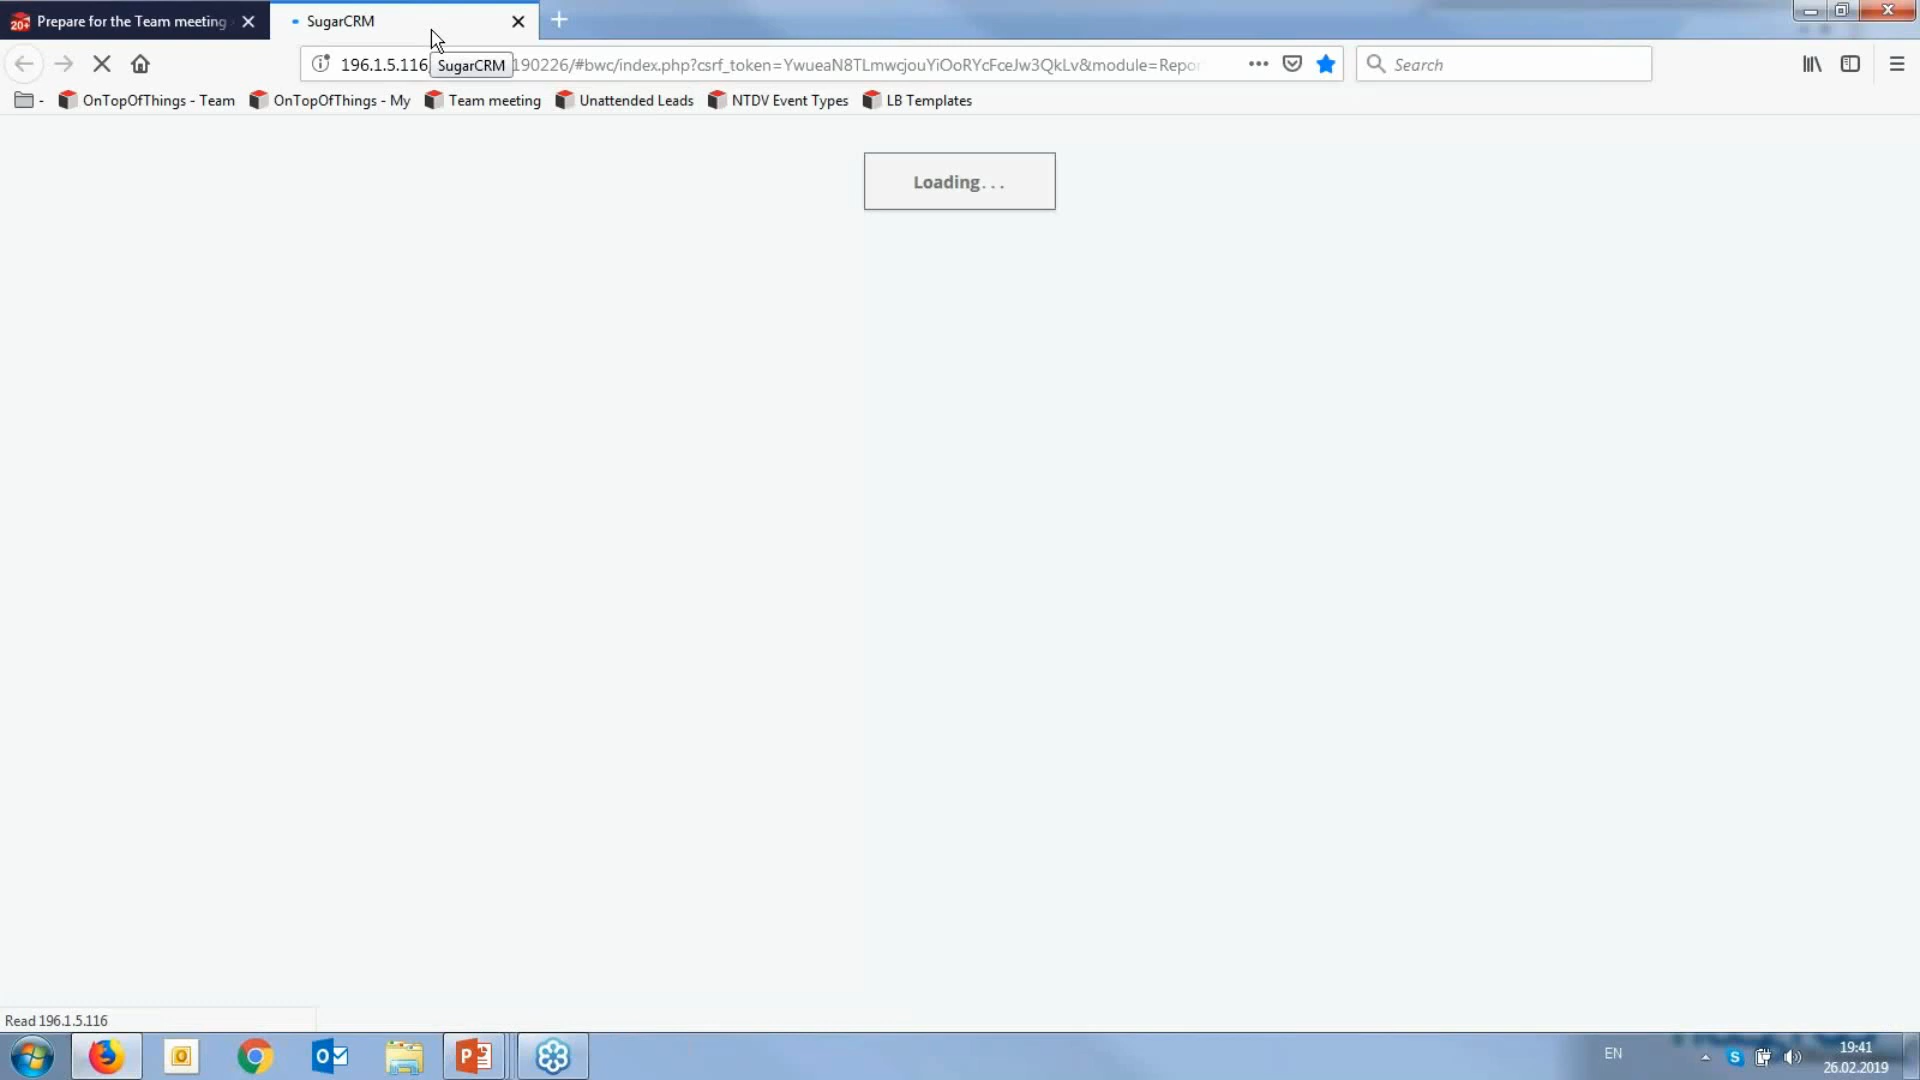 Prepare for the Team meeting
SugarCRM
196.1.5.116
SugarCRM
190226/#bwc/index.php?csrf_token=YwueaN8TLmwcjouYiOoRYcFceJw3QkLv&module=Repor
Search
-
OnTopOfThings - Team
OnTopOfThings - My
Team meeting
Unattended Leads
NTDV Event Types
LB Templates
Loading...
Read 196.1.5.116
EN
19:41
26.02.2019